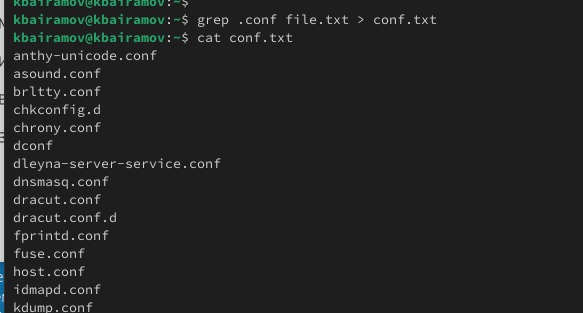 kbairamov@kbairamov:~$
kbairamov@kbairamov:~$ grep .conf file.txt > conf.txt
kbairamov@kbairamov:~$ cat conf.txt
anthy-unicode.conf
asound.conf
brltty.conf
chkconfig.d
chrony.conf
dconf
dleyna-server-service.conf
dnsmasq.conf
dracut.conf
dracut.conf.d
fprintd.conf
fuse.conf
host.conf
idmapd.conf
kdump.conf